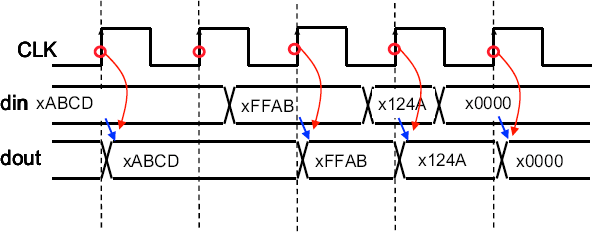 CLK
din xABCD xFFAB x124A x0000
dout xABCD xFFAB x124A x0000